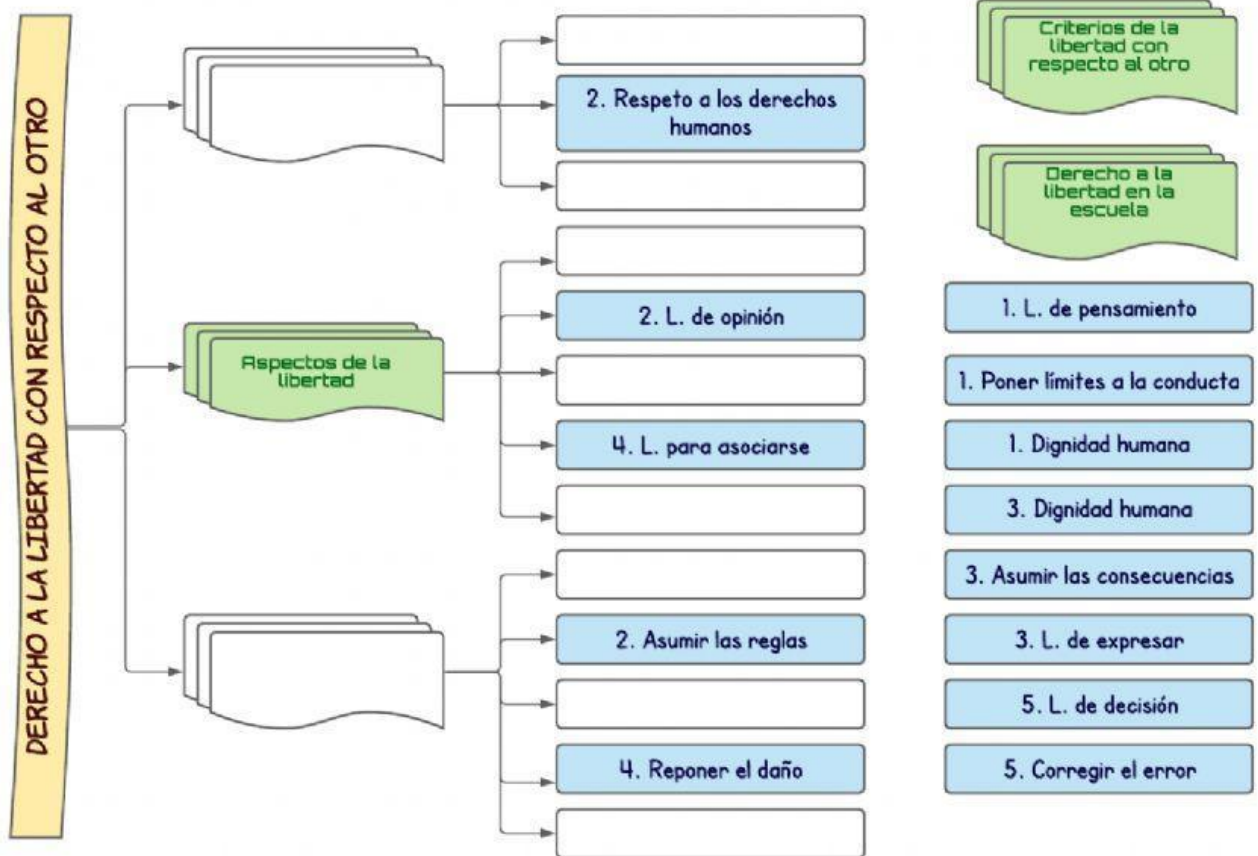 DERECHO A LA LIBERTAD CON RESPECTO AL OTRO
2. Respeto a los derechos
humanos
Aspectos de la
libertad
2. L. de opinión
4. L. para asociarse
2. Asumir las reglas
4. Reponer el daño
Criterios de la
libertad con
respecto al otro
Derecho a la
libertad en la
escuela
1. L. de pensamiento
1. Poner límites a la conducta
1. Dignidad humana
3. Dignidad humana
3. Asumir las consecuencias
3. L. de expresar
5. L. de decisión
5. Corregir el error